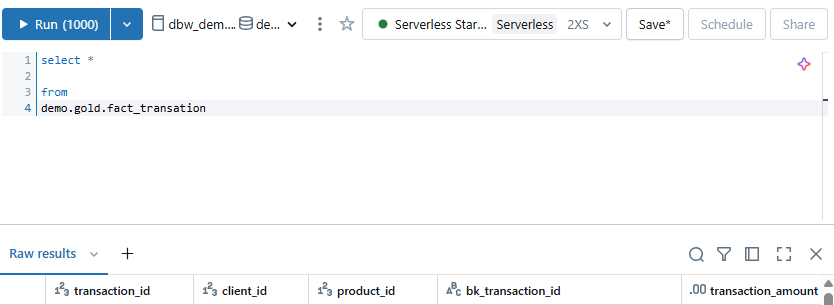 Run (1000) dbw_dem.... de... Serverless Star... Serverless 2XS Save* Schedule Share
1 select *
2
3 from
4 demo.gold.fact_transation
Raw results +
123 transaction_id 123 client_id 123 product_id ABC bk_transaction_id .00 transaction_amount